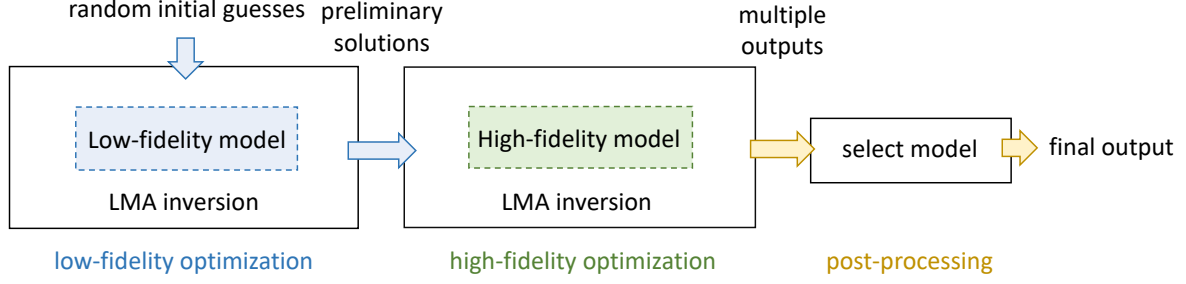 random initial guesses
preliminary
solutions
multiple
outputs
Low-fidelity model
High-fidelity model
select model
final output
LMA inversion
LMA inversion
low-fidelity optimization
high-fidelity optimization
post-processing